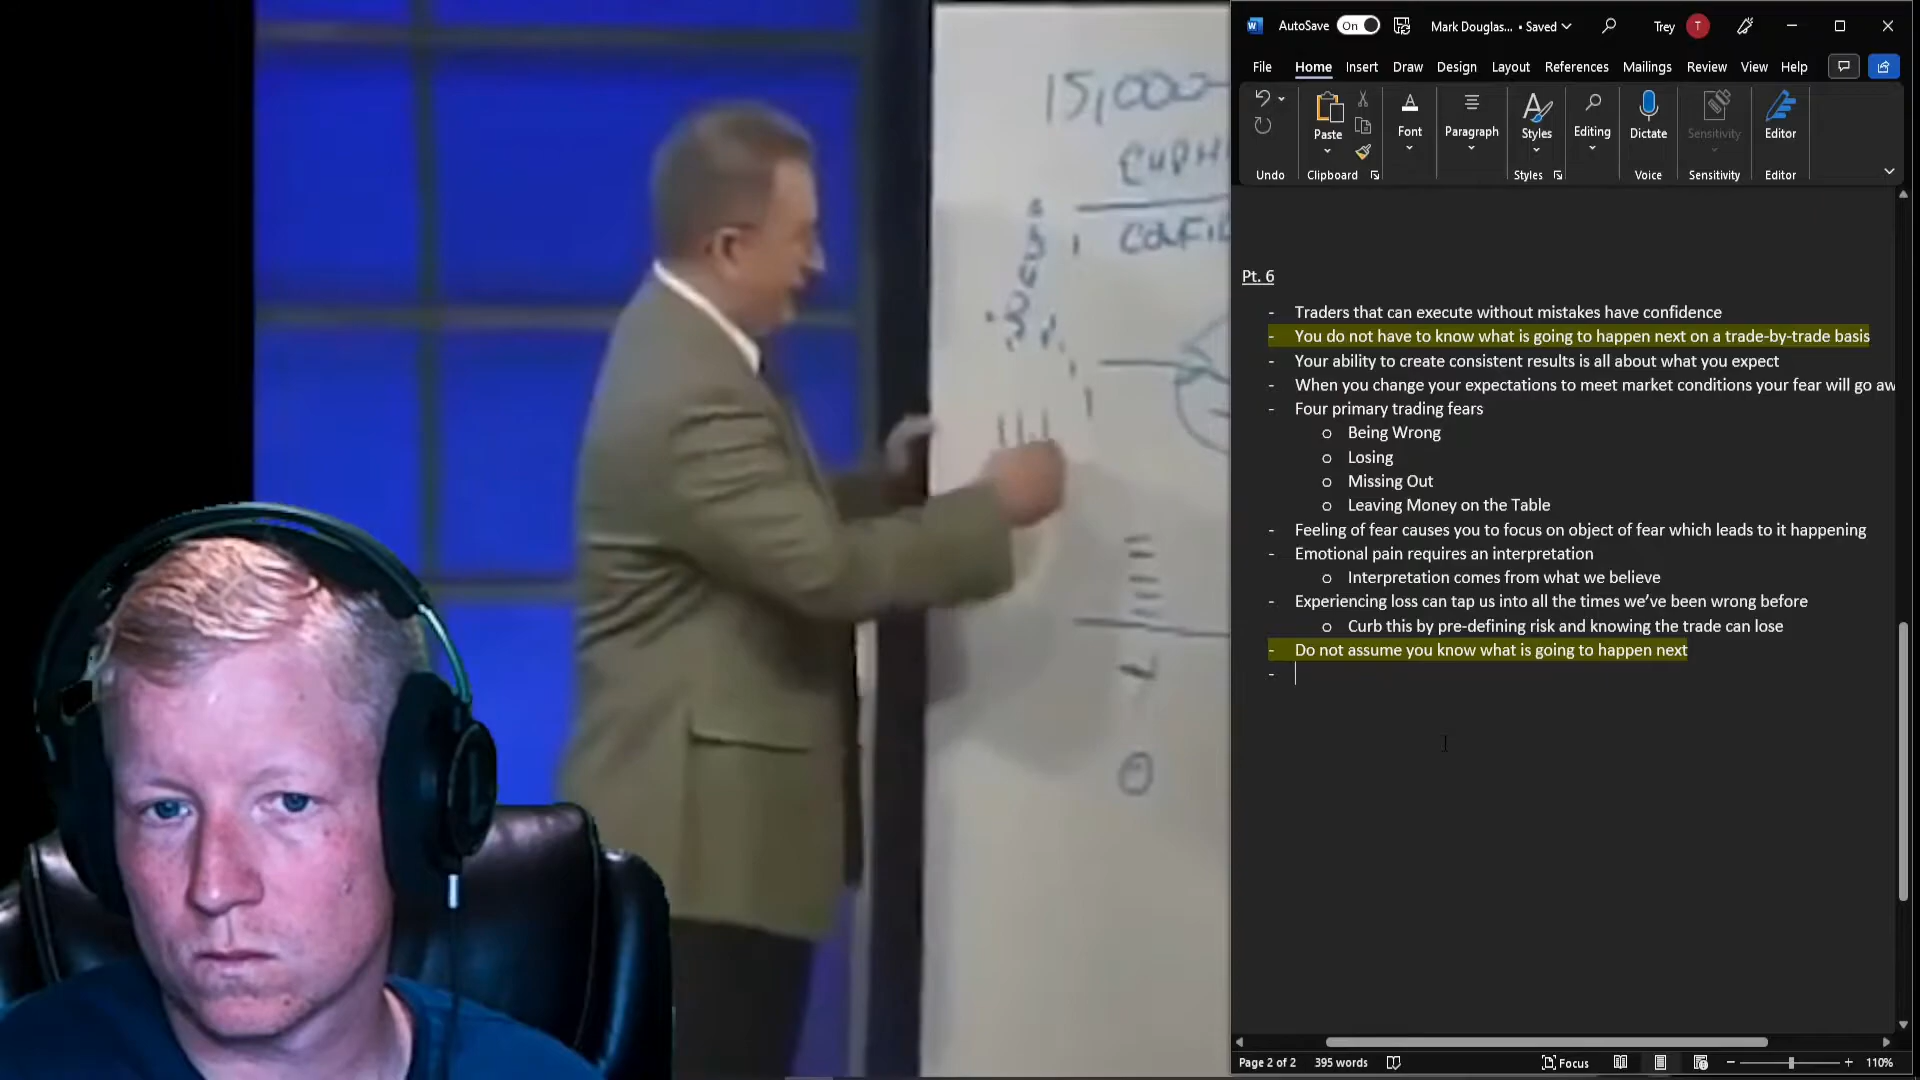 15,000
AutoSave On Mark Douglas... • Saved Trey T
File Home Insert Draw Design Layout References Mailings Review View Help
Paste Font Paragraph Styles Editing Dictate Sensitivity Editor
Undo Clipboard Styles Voice Sensitivity Editor
Pt. 6
- Traders that can execute without mistakes have confidence
- You do not have to know what is going to happen next on a trade-by-trade basis
- Your ability to create consistent results is all about what you expect
- When you change your expectations to meet market conditions your fear will go aw
- Four primary trading fears
o Being Wrong
o Losing
o Missing Out
o Leaving Money on the Table
- Feeling of fear causes you to focus on object of fear which leads to it happening
- Emotional pain requires an interpretation
o Interpretation comes from what we believe
- Experiencing loss can tap us into all the times we’ve been wrong before
o Curb this by pre-defining risk and knowing the trade can lose
- Do not assume you know what is going to happen next
-
Page 2 of 2 395 words Focus 110%